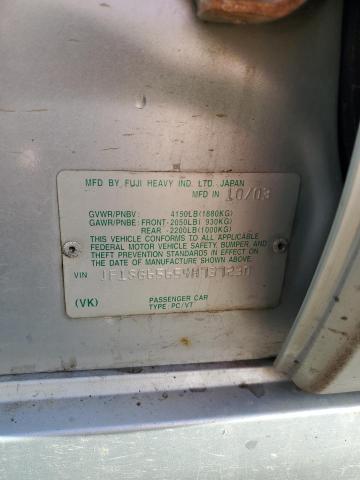 MFD. BY FUJI HEAVY IND. LTD. JAPAN
MFD IN 10/03
GVWR/PNBV: 4150LB(1880KG)
GAWR/PNBE: FRONT-2050LB( 930KG)
REAR -2200LB(1000KG)
THIS VEHICLE CONFORMS TO ALL APPLICABLE
FEDERAL MOTOR VEHICLE SAFETY, BUMPER, AND
THEFT PREVENTION STANDARDS IN EFFECT ON
THE DATE OF MANUFACTURE SHOWN ABOVE.
VIN
(VK) PASSENGER CAR
TYPE:PC/VT